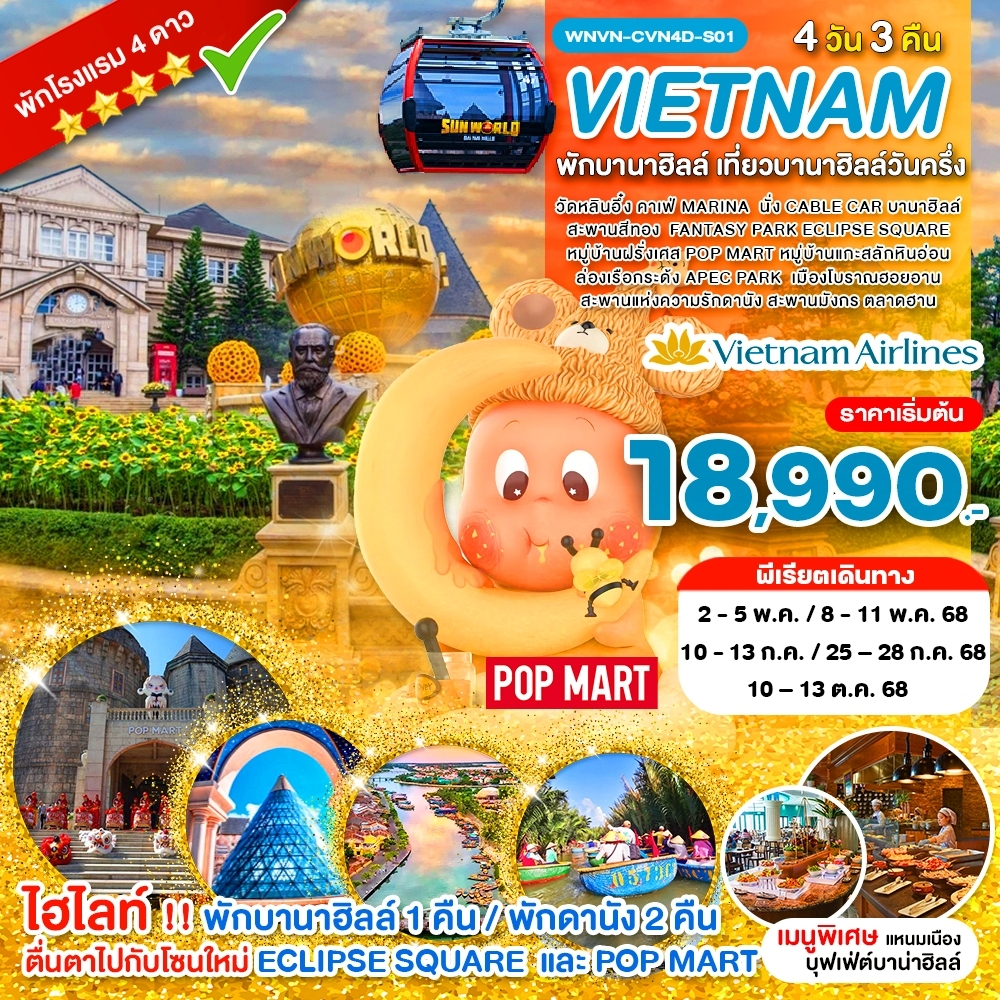 พักโรงแรม 4 ดาว
SUN WORLD
BA NA HILLS
WNVN-CVN4D-S01
4 วัน 3 คืน
VIETNAM
พักบานาฮิลล์ เที่ยวบานาฮิลล์วันครึ่ง
วัดหลินอึ๋ง คาเฟ่ MARINA นั่ง CABLE CAR บานาฮิลล์
สะพานสีทอง FANTASY PARK ECLIPSE SQUARE
หมู่บ้านฝรั่งเศส POP MART หมู่บ้านแกะสลักหินอ่อน
ล่องเรือกระด้ง APEC PARK เมืองโบราณฮอยอาน
สะพานแห่งความรักดานัง สะพานมังกร ตลาดฮาน
Vietnam Airlines
ราคาเริ่มต้น
18,990.-
พีเรียตเดินทาง
2 - 5 พ.ค. / 8 - 11 พ.ค. 68
10 - 13 ก.ค. / 25 – 28 ก.ค. 68
10 – 13 ต.ค. 68
POP MART
POP MART
ไฮไลท์ !! พักบานาฮิลล์ 1 คืน / พักดานัง 2 คืน
ตื่นตาไปกับโซนใหม่ ECLIPSE SQUARE และ POP MART
เมนูพิเศษ แหนมเนือง
บุฟเฟ่ต์บาน่าฮิลล์